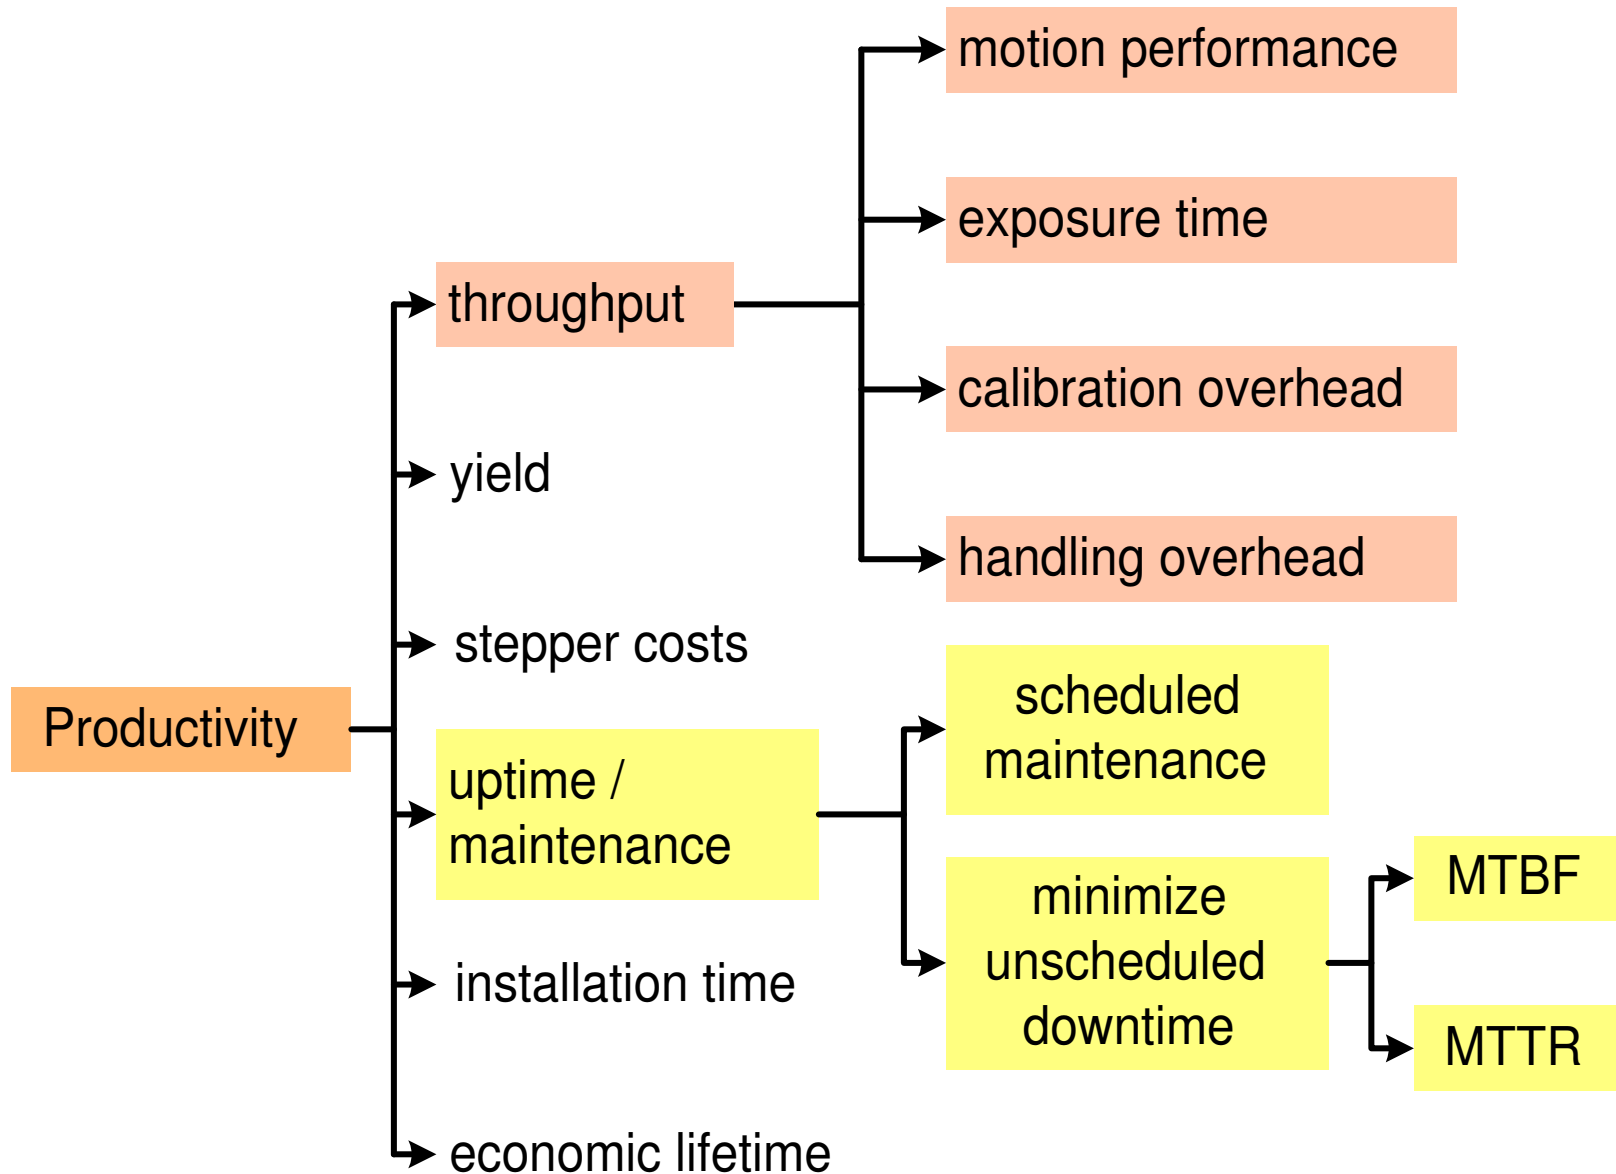 motion performance
exposure time
throughput
calibration overhead
yield
handling overhead
stepper costs
Productivity
scheduled
maintenance
uptime /
maintenance
minimize
unscheduled
downtime
MTBF
MTTR
installation time
economic lifetime